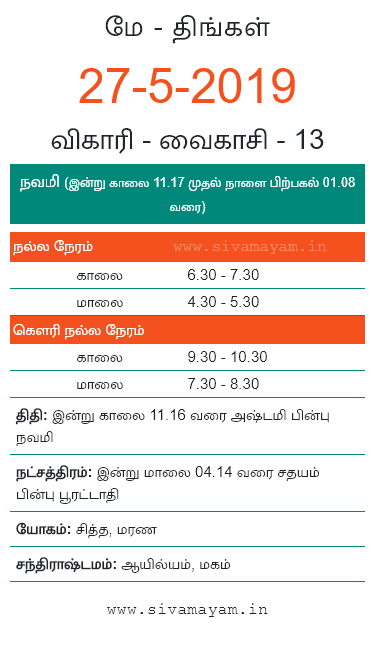 மே - திங்கள்
27-5-2019
விகாரி - வைகாசி - 13
நவமி (இன்று காலை 11.17 முதல் நாளை பிற்பகல் 01.08
வரை)
நல்ல நேரம் www.sivamayam.in
காலை 6.30 - 7.30
மாலை 4.30 - 5.30
கௌரி நல்ல நேரம்
காலை 9.30 - 10.30
மாலை 7.30 - 8.30
திதி: இன்று காலை 11.16 வரை அஷ்டமி பின்பு
நவமி
நட்சத்திரம்: இன்று மாலை 04.14 வரை சதயம்
பின்பு பூரட்டாதி
யோகம்: சித்த, மரண
சந்திராஷ்டமம்: ஆயில்யம், மகம்
www.sivamayam.in